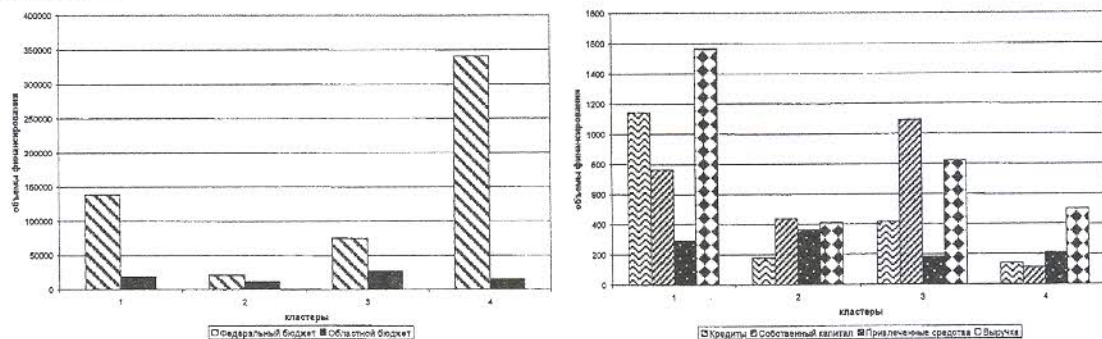 400000
350000
300000
250000
200000
150000
100000
50000
0
объемы финансирования
1 2 3 4
кластеры
Федеральный бюджет Областной бюджет
1800
1600
1400
1200
1000
800
600
400
200
0
объемы финансирования
1 2 3 4
кластеры
Кредиты Собственный капитал Привлеченные средства Выручка